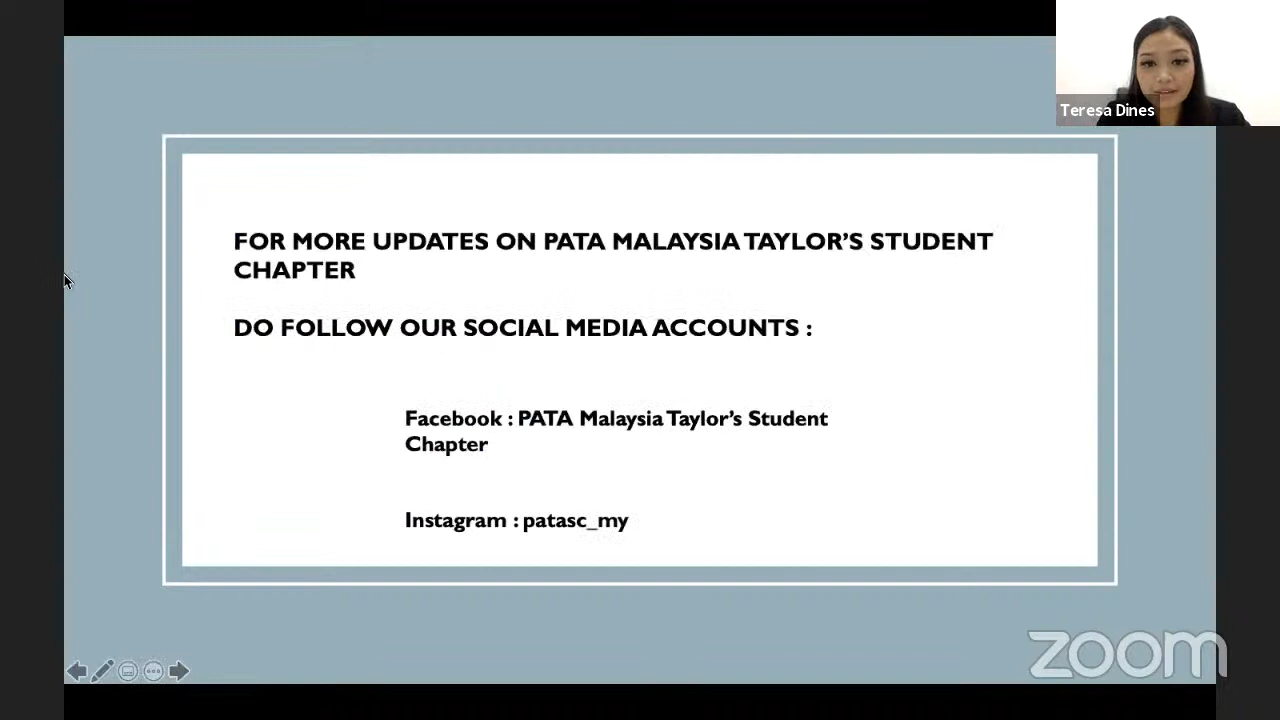 Teresa Dines
FOR MORE UPDATES ON PATA MALAYSIA TAYLOR’S STUDENT
CHAPTER
DO FOLLOW OUR SOCIAL MEDIA ACCOUNTS :
Facebook : PATA Malaysia Taylor’s Student
Chapter
Instagram : patasc_my
zoom